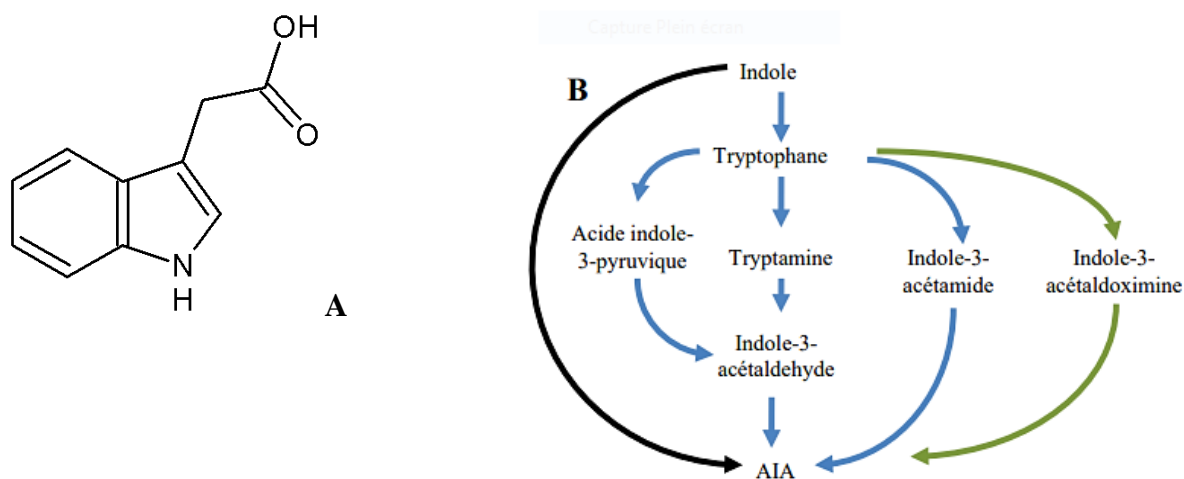 Capture Plein écran
OH
O
N
H
A
B
Indole
Tryptophane
Acide indole-
3-pyruvique
Tryptamine
Indole-3-
acétamide
Indole-3-
acétaldoximine
Indole-3-
acétaldehyde
AIA